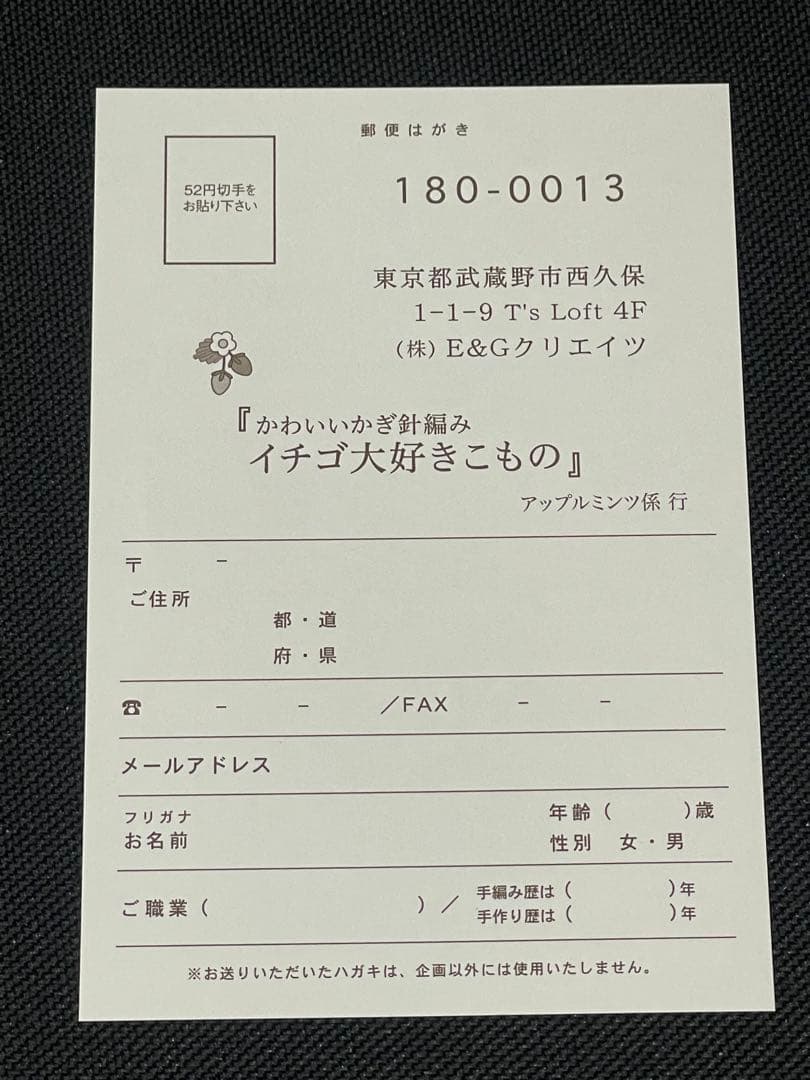 郵便はがき
52円切手を
お貼り下さい
180-0013
東京都武蔵野市西久保
1-1-9 T's Loft 4F
(株) E&Gクリエイツ
『かわいいかぎ針編み
イチゴ大好きこもの』
アップルミンツ係 行
〒 −
ご住所
都・道
府・県
☎ − − ／FAX − −
メールアドレス
フリガナ
お名前
年齢 ( )歳
性別 女・男
ご職業 ( ) ／ 手編み歴は ( )年
手作り歴は ( )年
※お送りいただいたハガキは、企画以外には使用いたしません。